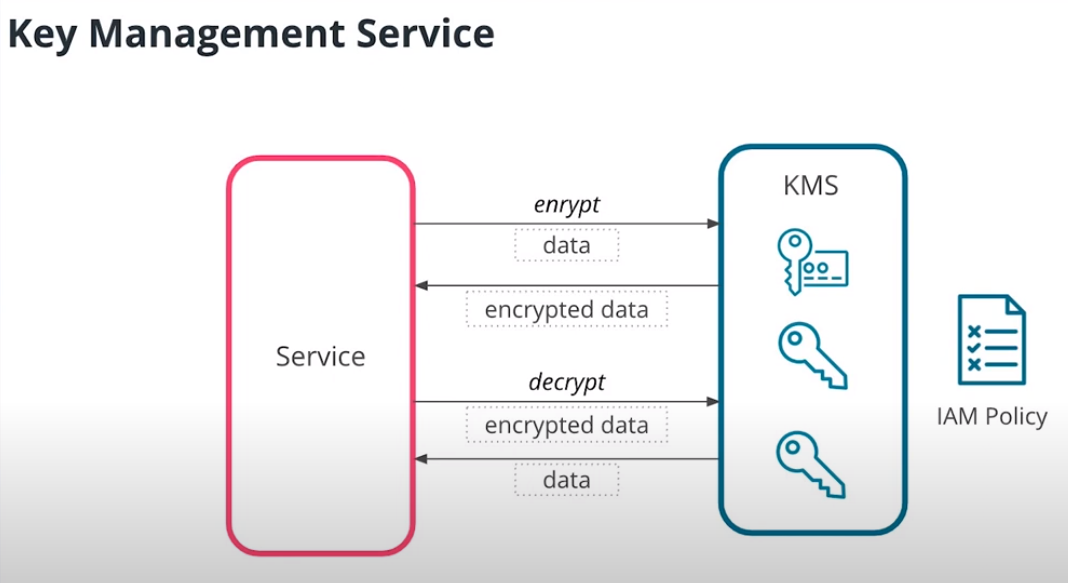 Key Management Service
KMS
enrypt
data
encrypted data
Service
decrypt
encrypted data
data
IAM Policy